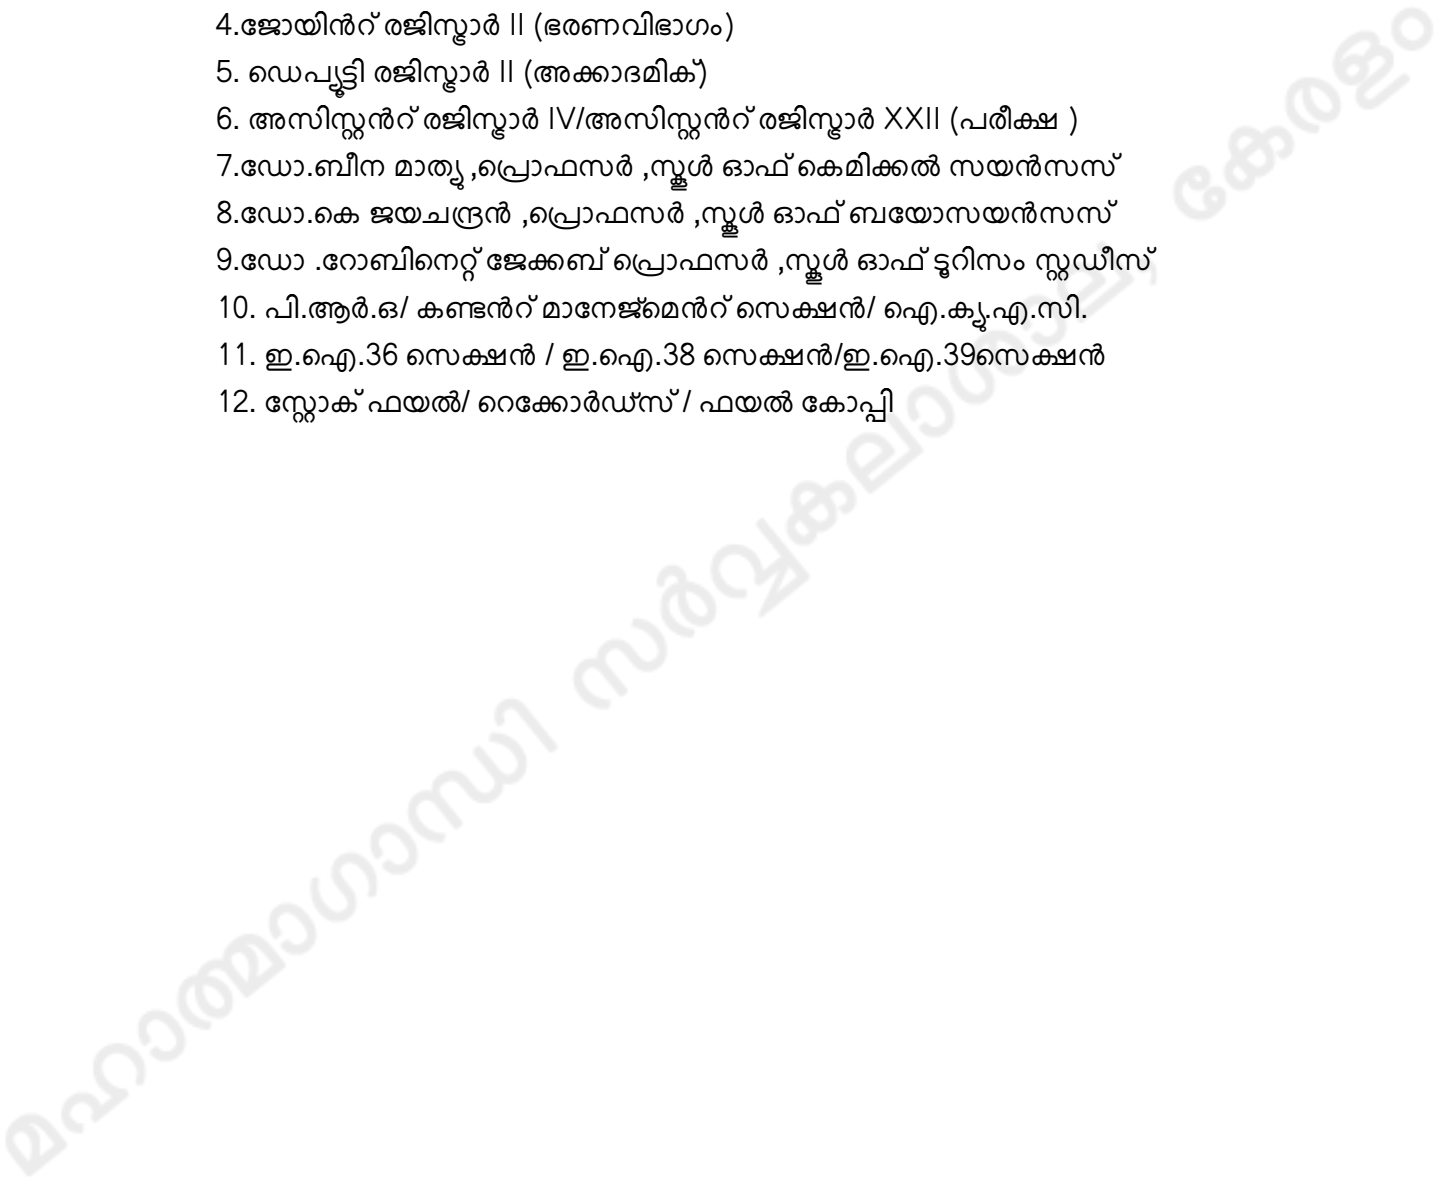 4.ജോയിൻറ് രജിസ്ട്രാർ II (ഭരണവിഭാഗം)
5. ഡെപ്യൂട്ടി രജിസ്ട്രാർ II (അക്കാദമിക്)
6. അസിസ്റ്റൻറ് രജിസ്ട്രാർ IV/അസിസ്റ്റൻറ് രജിസ്ട്രാർ XXII (പരീക്ഷ )
7.ഡോ.ബീന മാത്യു ,പ്രൊഫസർ ,സ്കൂൾ ഓഫ് കെമിക്കൽ സയൻസസ്
8.ഡോ.കെ ജയചന്ദ്രൻ ,പ്രൊഫസർ ,സ്കൂൾ ഓഫ് ബയോസയൻസസ്
9.ഡോ .റോബിനെറ്റ് ജേക്കബ് പ്രൊഫസർ ,സ്കൂൾ ഓഫ് ടൂറിസം സ്റ്റഡീസ്
10. പി.ആർ.ഒ/ കണ്ടൻറ് മാനേജ്മെൻറ് സെക്ഷൻ/ ഐ.ക്യു.എ.സി.
11. ഇ.ഐ.36 സെക്ഷൻ / ഇ.ഐ.38 സെക്ഷൻ/ഇ.ഐ.39സെക്ഷൻ
12. സ്റ്റോക് ഫയൽ/ റെക്കോർഡ്സ് / ഫയൽ കോപ്പി
മഹാത്മാഗാന്ധി സർവ്വകലാശാല, കേരളം